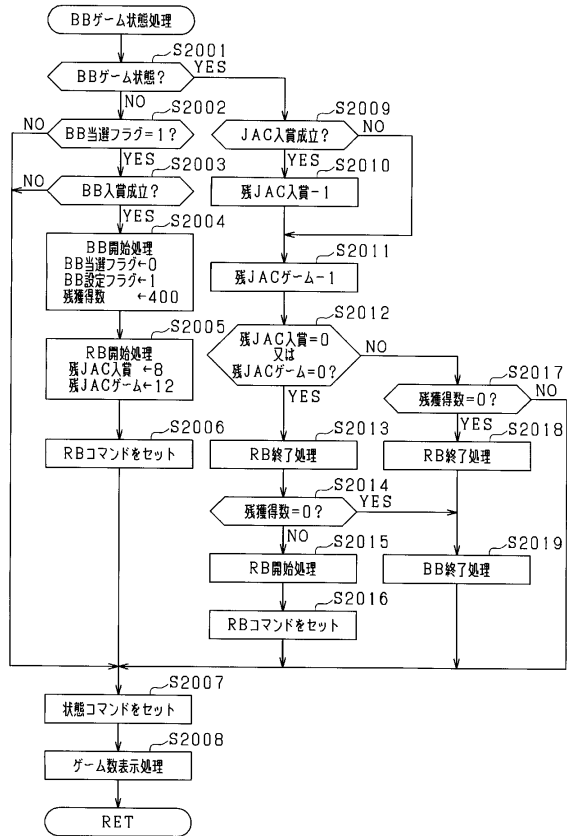 BBゲーム状態処理
S2001
BBゲーム状態?
YES
NO
S2002
NO
BB当選フラグ=1?
YES
S2003
NO
BB入賞成立?
YES
S2004
BB開始処理
BB当選フラグ←0
BB設定フラグ←1
残獲得数 ←400
S2005
RB開始処理
残JAC入賞 ←8
残JACゲーム←12
S2006
RBコマンドをセット
S2009
JAC入賞成立?
NO
YES
S2010
残JAC入賞-1
S2011
残JACゲーム-1
S2012
残JAC入賞=0
又は
残JACゲーム=0?
NO
YES
S2013
RB終了処理
S2014
残獲得数=0?
YES
NO
S2015
RB開始処理
S2016
RBコマンドをセット
S2017
残獲得数=0?
NO
YES
S2018
RB終了処理
S2019
BB終了処理
S2007
状態コマンドをセット
S2008
ゲーム数表示処理
RET